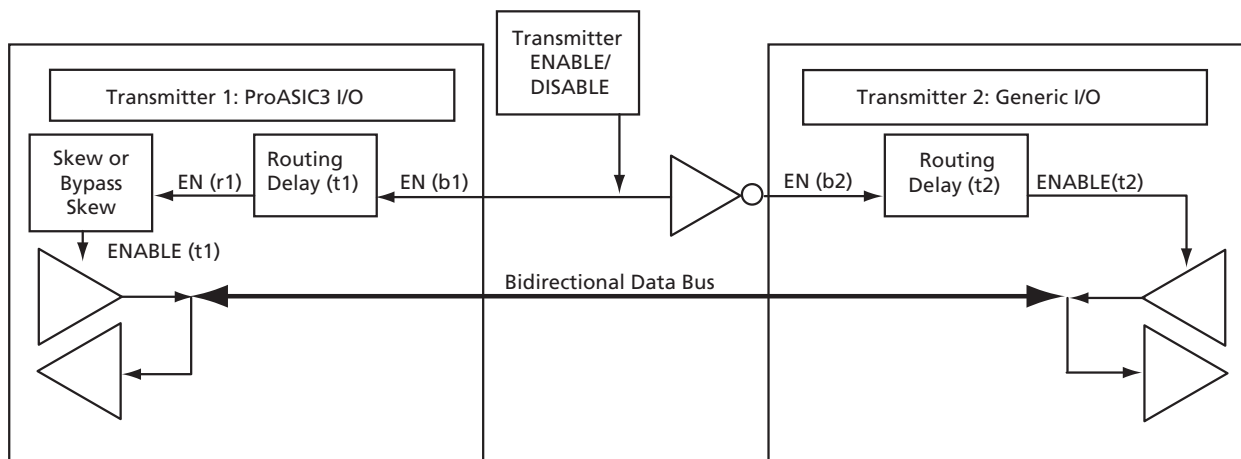 Transmitter
ENABLE/
DISABLE
Transmitter 1: ProASIC3 I/O
Transmitter 2: Generic I/O
Skew or
Bypass
Skew
EN (r1)
Routing
Delay (t1)
EN (b1)
EN (b2)
Routing
Delay (t2)
ENABLE(t2)
ENABLE (t1)
Bidirectional Data Bus